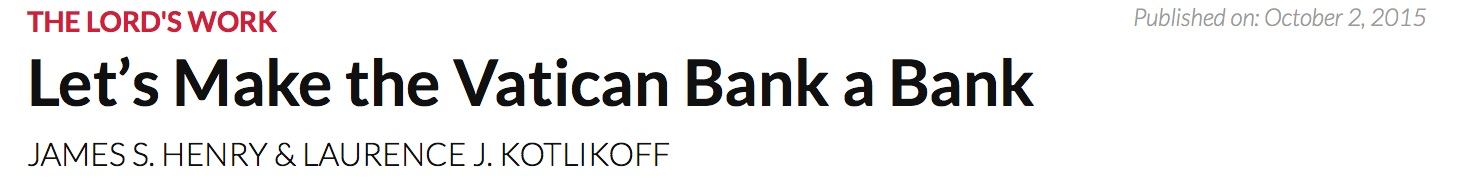 THE LORD'S WORK
Published on: October 2, 2015
Let’s Make the Vatican Bank a Bank
JAMES S. HENRY & LAURENCE J. KOTLIKOFF